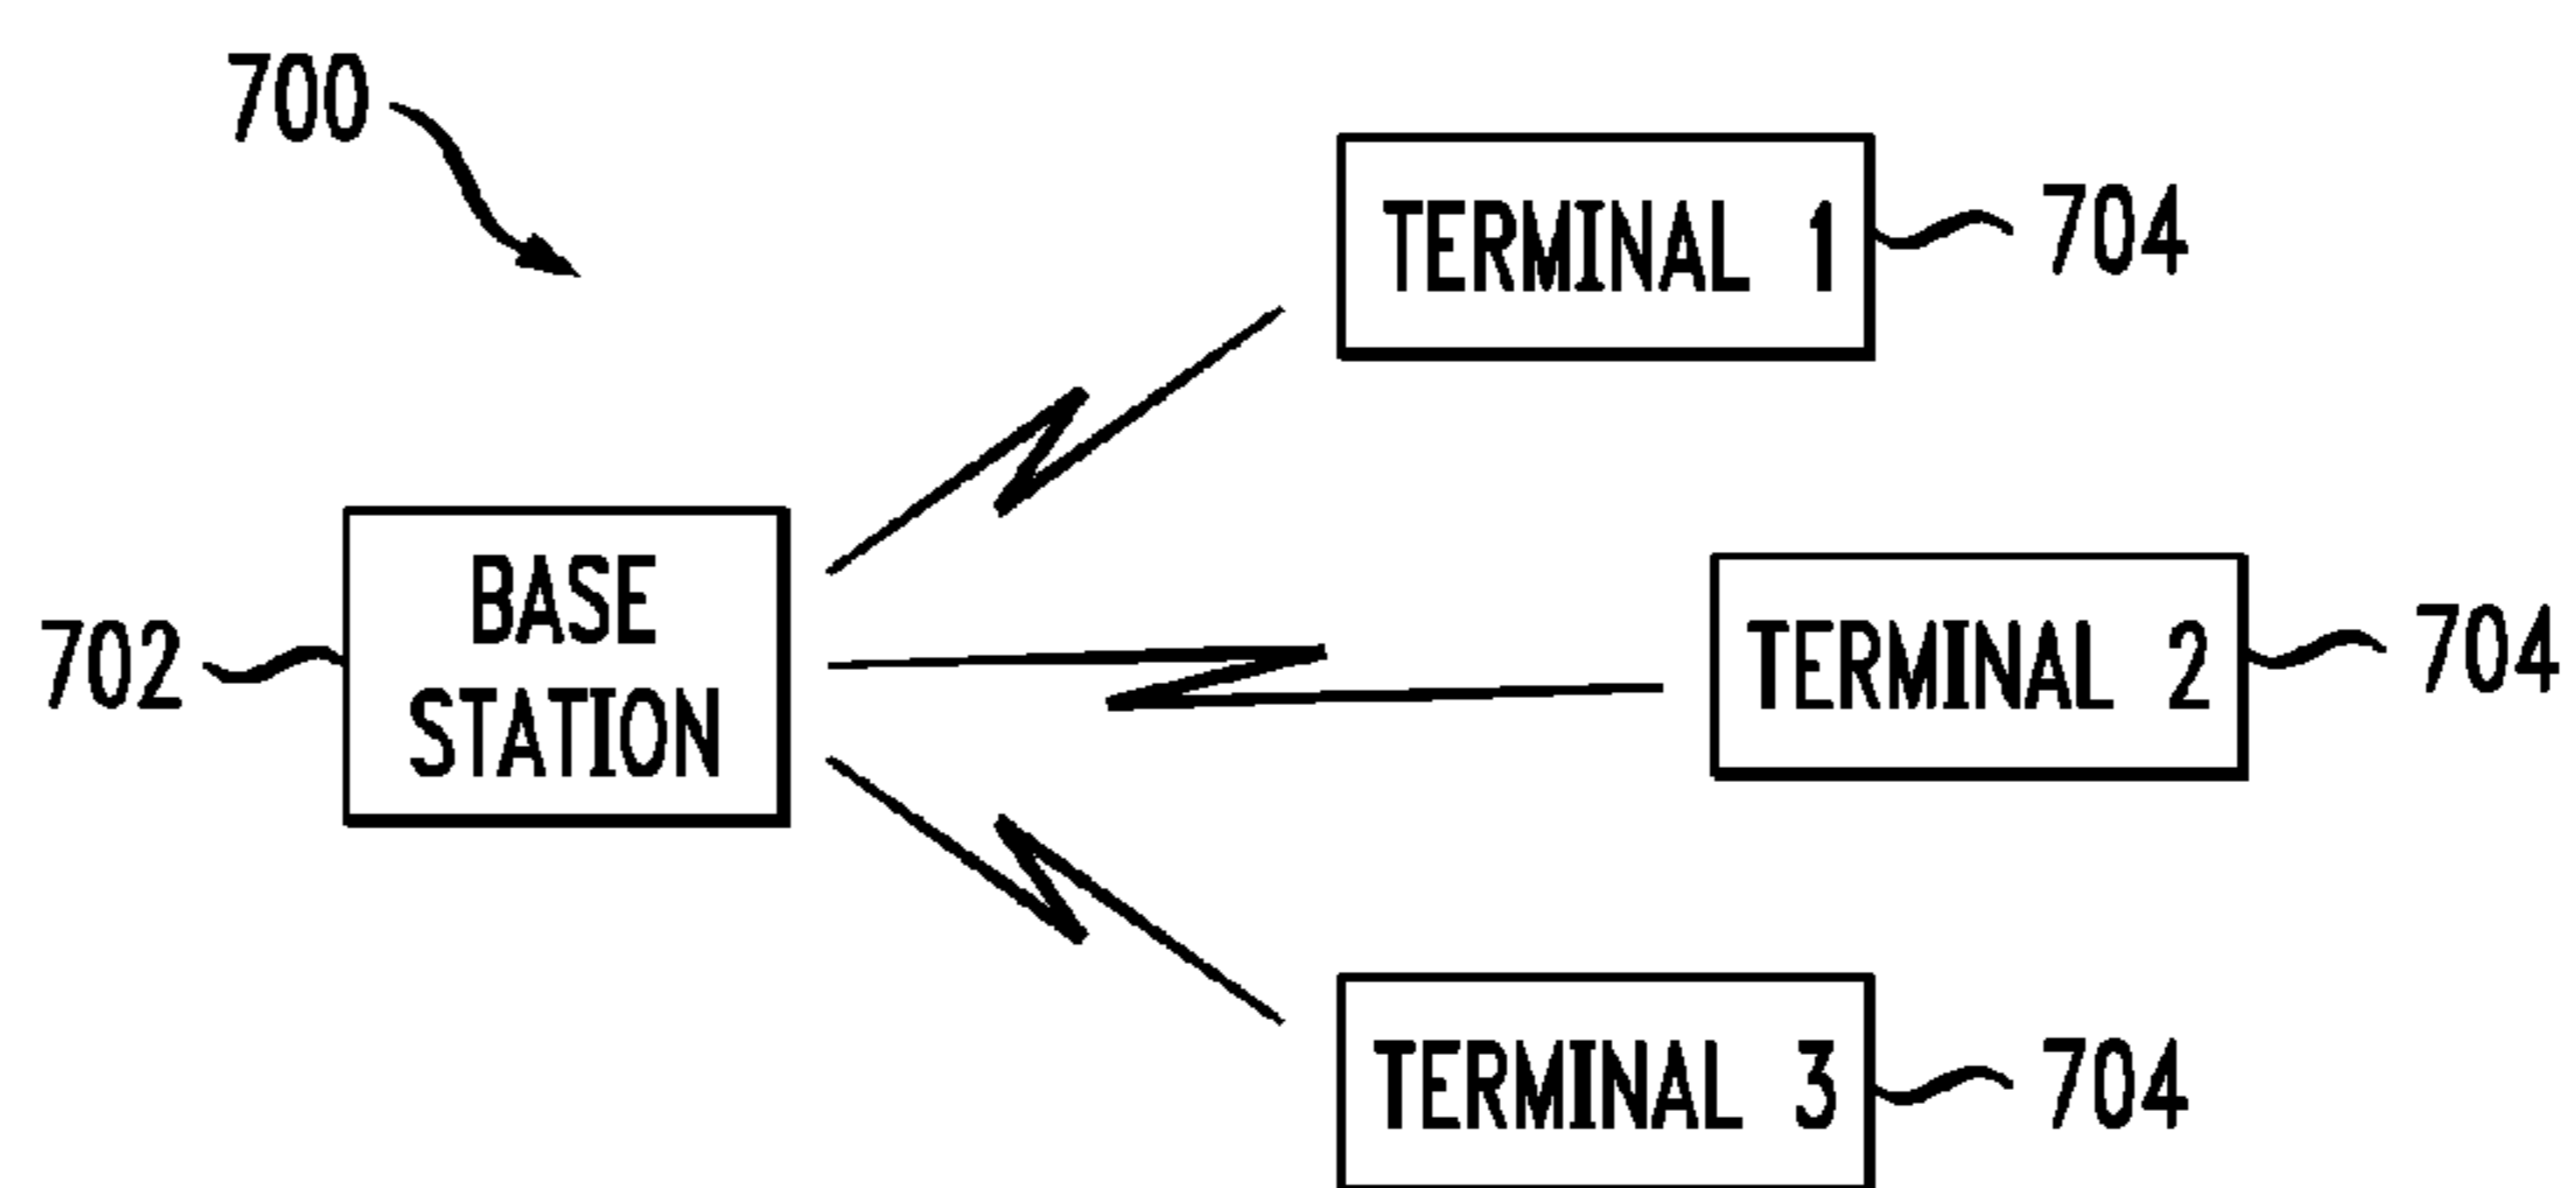 700
TERMINAL 1
704
BASE
STATION
702
TERMINAL 2
704
TERMINAL 3
704